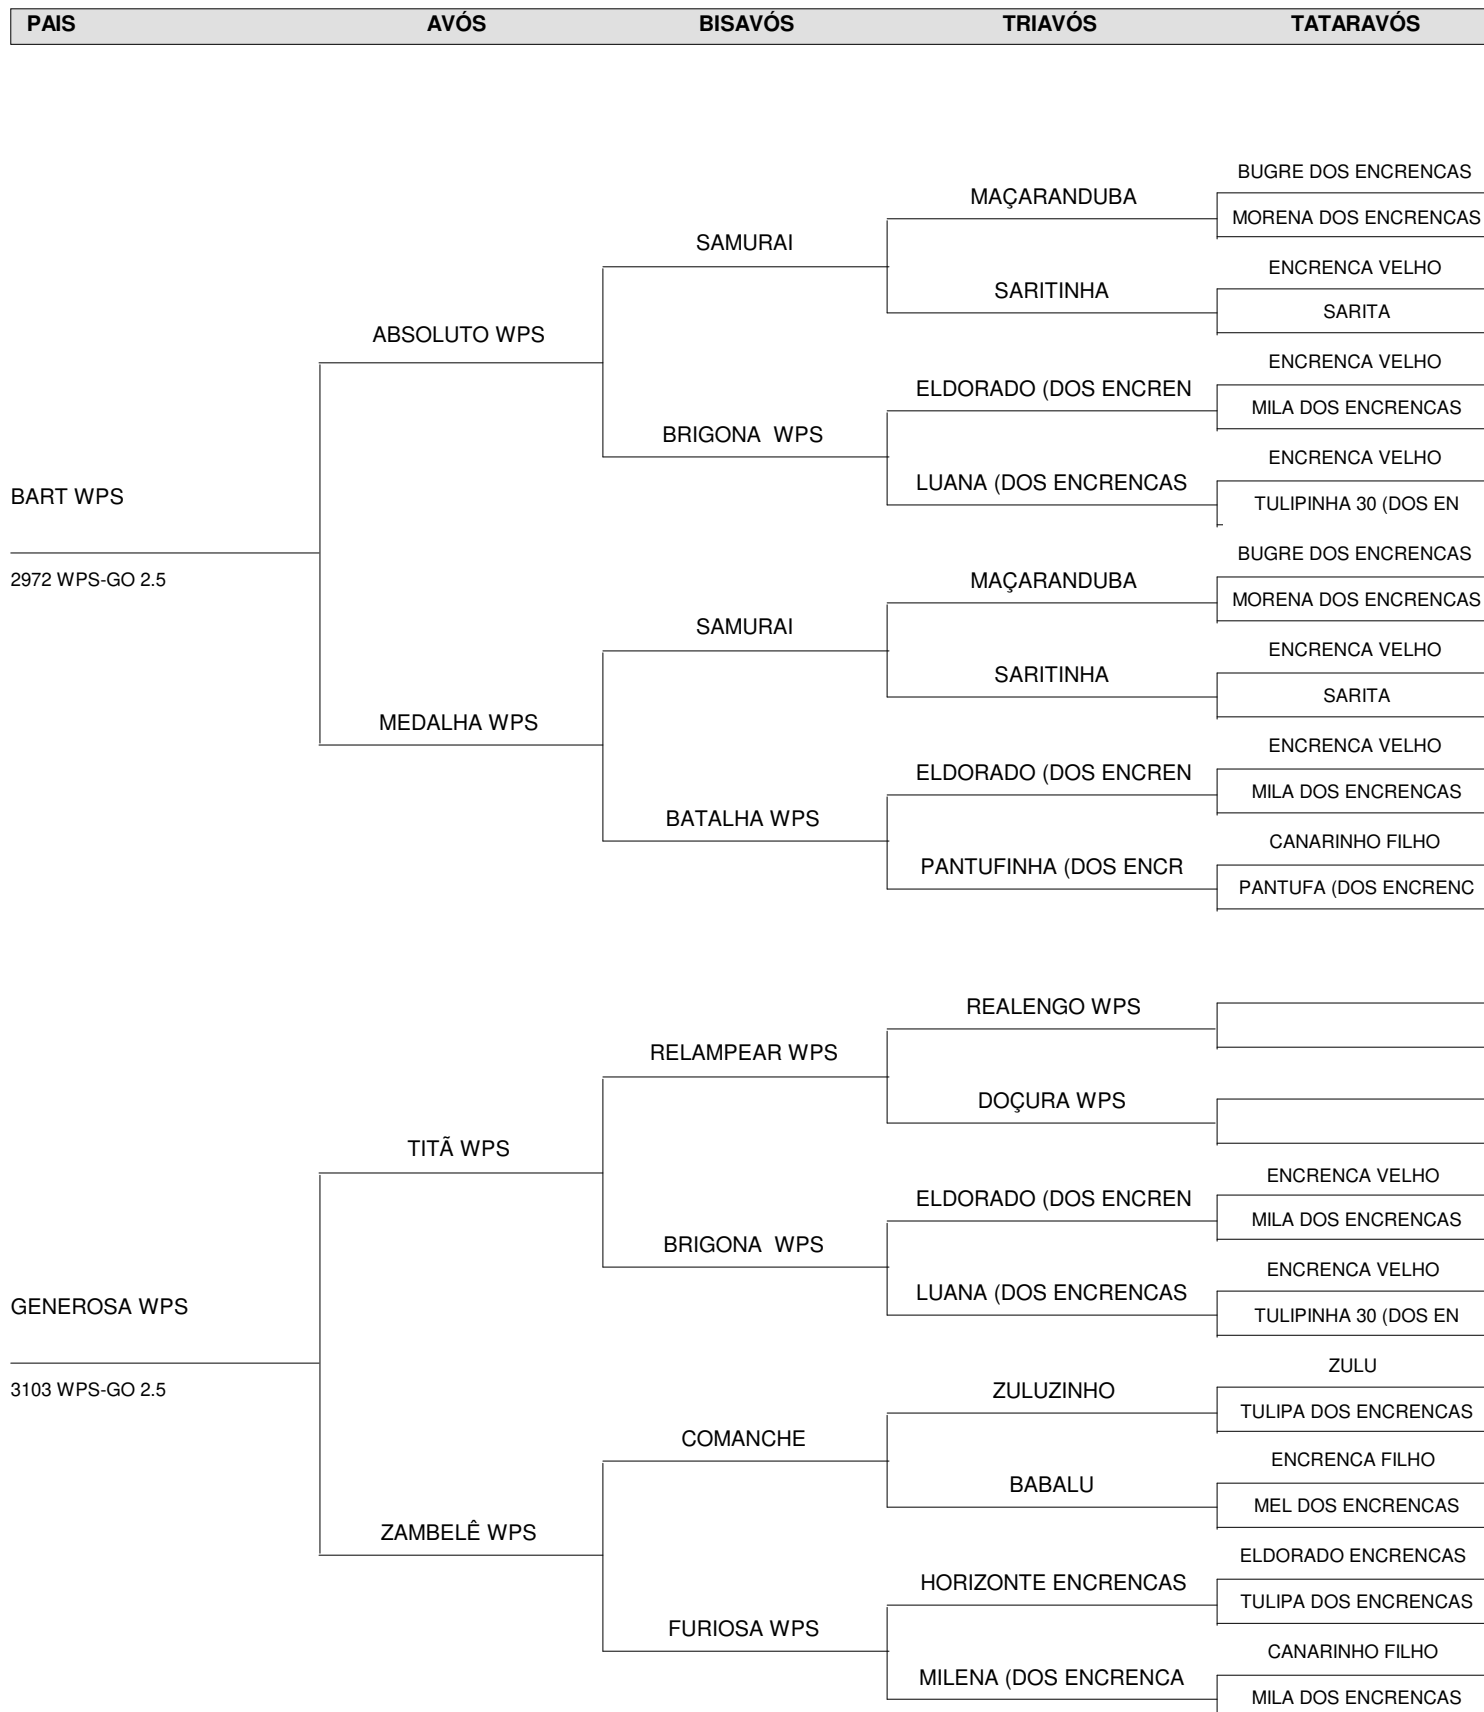 PAIS AVÓS BISAVÓS TRIAVÓS TATARAVÓS
BUGRE DOS ENCRENCAS
MAÇARANDUBA
MORENA DOS ENCRENCAS
SAMURAI
ENCRENCA VELHO
SARITINHA
SARITA
ABSOLUTO WPS
ENCRENCA VELHO
ELDORADO (DOS ENCREN
MILA DOS ENCRENCAS
BRIGONA  WPS
ENCRENCA VELHO
LUANA (DOS ENCRENCAS
TULIPINHA 30 (DOS EN
BART WPS
2972 WPS-GO 2.5
BUGRE DOS ENCRENCAS
MAÇARANDUBA
MORENA DOS ENCRENCAS
SAMURAI
ENCRENCA VELHO
SARITINHA
SARITA
MEDALHA WPS
ENCRENCA VELHO
ELDORADO (DOS ENCREN
MILA DOS ENCRENCAS
BATALHA WPS
CANARINHO FILHO
PANTUFINHA (DOS ENCR
PANTUFA (DOS ENCRENC
REALENGO WPS
RELAMPEAR WPS
DOÇURA WPS
TITÃ WPS
ENCRENCA VELHO
ELDORADO (DOS ENCREN
MILA DOS ENCRENCAS
BRIGONA  WPS
ENCRENCA VELHO
LUANA (DOS ENCRENCAS
TULIPINHA 30 (DOS EN
GENEROSA WPS
3103 WPS-GO 2.5
ZULU
ZULUZINHO
TULIPA DOS ENCRENCAS
COMANCHE
ENCRENCA FILHO
BABALU
MEL DOS ENCRENCAS
ZAMBELÊ WPS
ELDORADO ENCRENCAS
HORIZONTE ENCRENCAS
TULIPA DOS ENCRENCAS
FURIOSA WPS
CANARINHO FILHO
MILENA (DOS ENCRENCA
MILA DOS ENCRENCAS